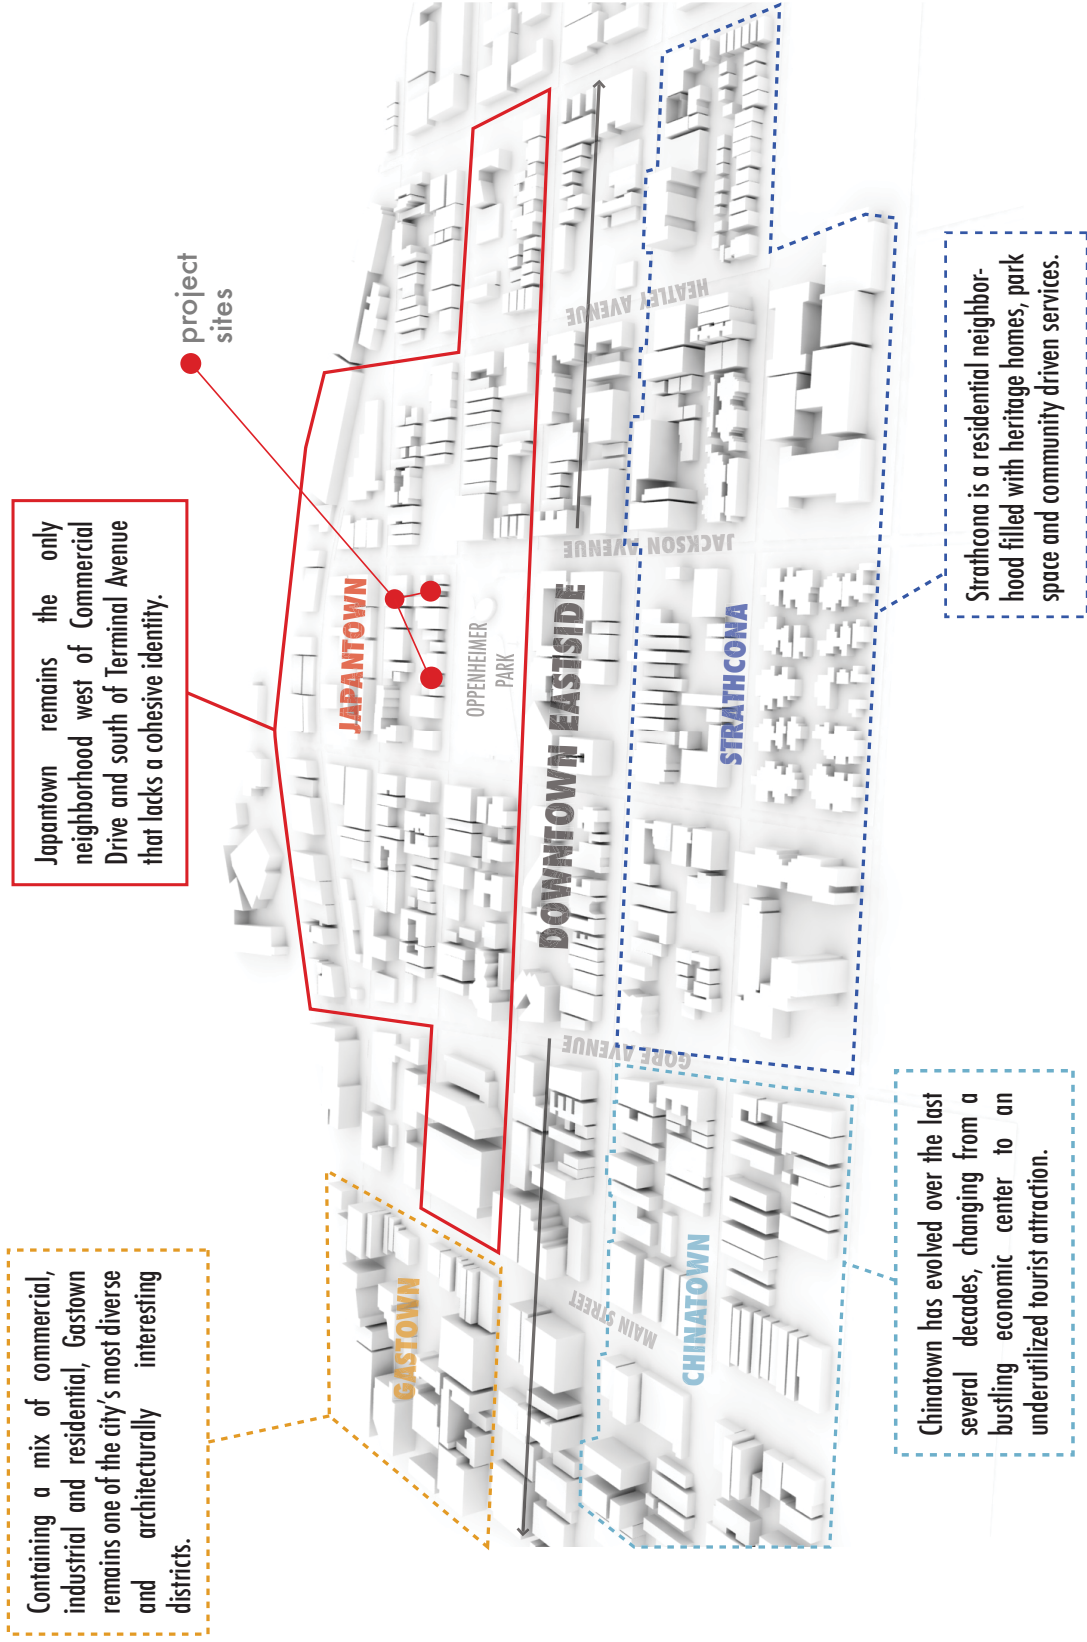 Containing a mix of commercial,
industrial and residential, Gastown
remains one of the city's most diverse
and architecturally interesting
districts.
Japantown remains the only
neighborhood west of Commercial
Drive and south of Terminal Avenue
that lacks a cohesive identity.
project
sites
GASTOWN
JAPANTOWN
OPPENHEIMER
PARK
DOWNTOWN EASTSIDE
MAIN STREET
GORE AVENUE
JACKSON AVENUE
HEATLEY AVENUE
CHINATOWN
STRATHCONA
Chinatown has evolved over the last
several decades, changing from a
bustling economic center to an
underutilized tourist attraction.
Strathcona is a residential neighbor-
hood filled with heritage homes, park
space and community driven services.